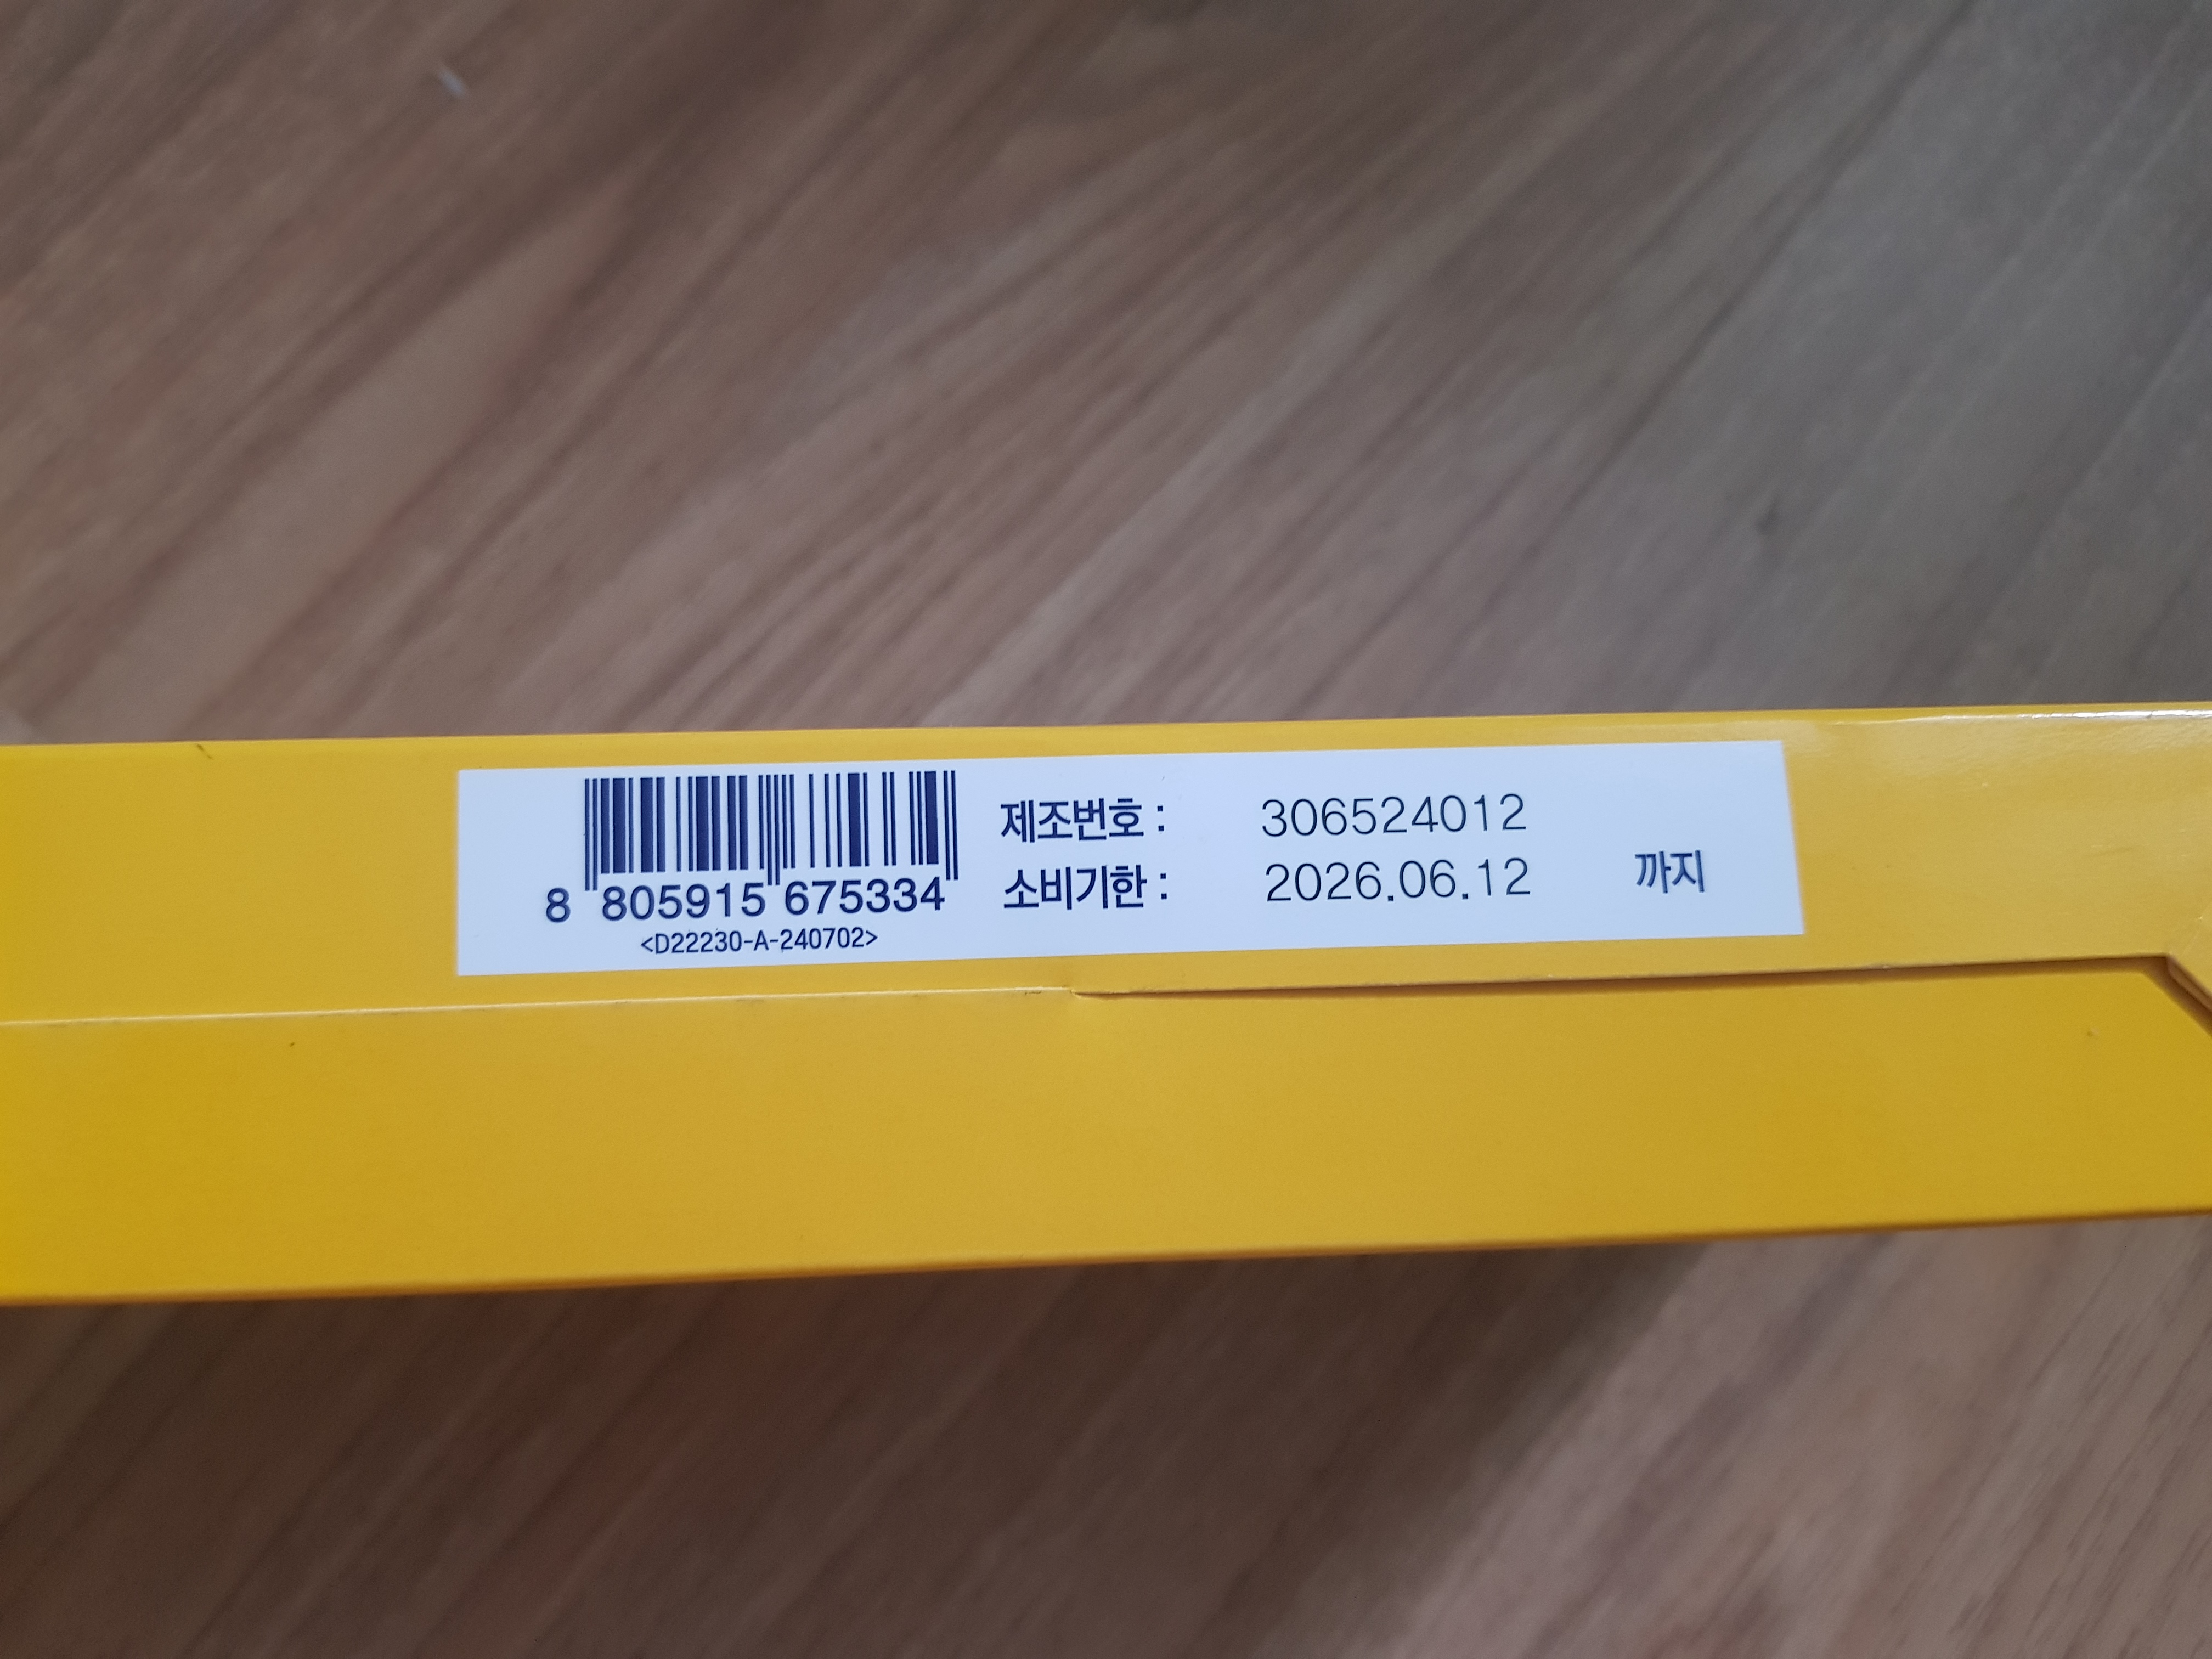 제조번호 : 306524012
소비기한 : 2026.06.12 까지
8 805915 675334
<D22230-A-240702>